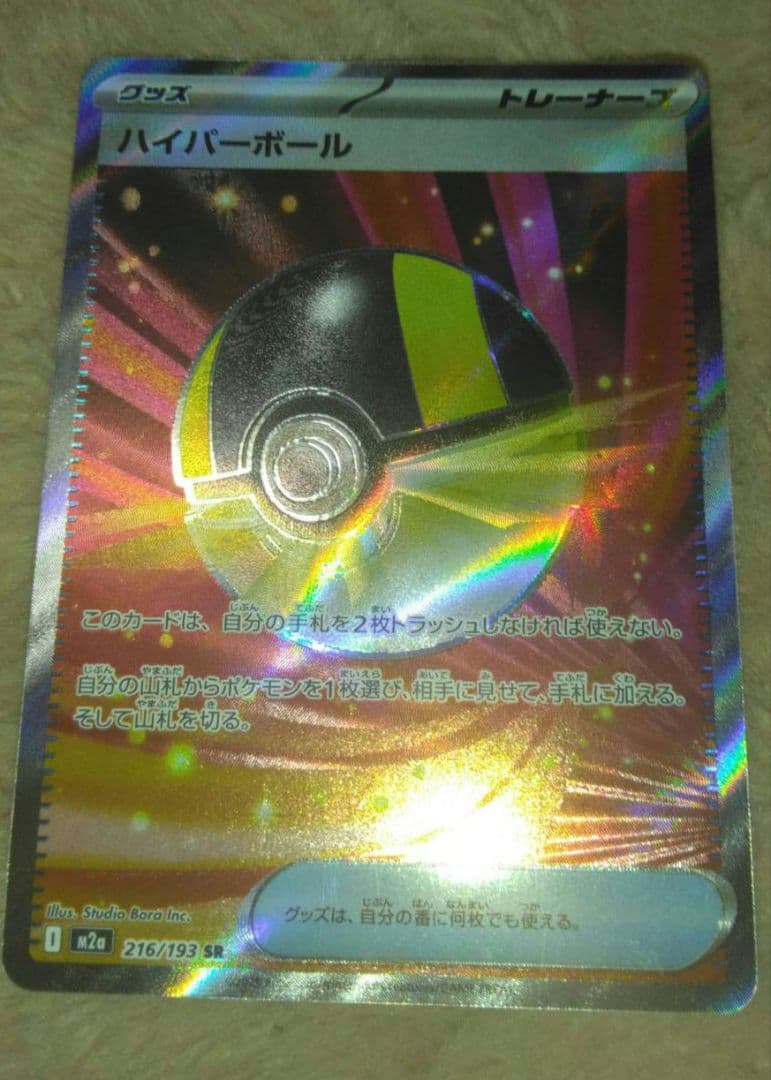 グッズ トレーナーズ
ハイパーボール
このカードは、自分の手札を2枚トラッシュしなければ使えない。
自分の山札からポケモンを1枚選び、相手に見せて、手札に加える。
そして山札を切る。
Illus. Studio Bora Inc.
グッズは、自分の番に何枚でも使える。
I m2a 216/193 SR